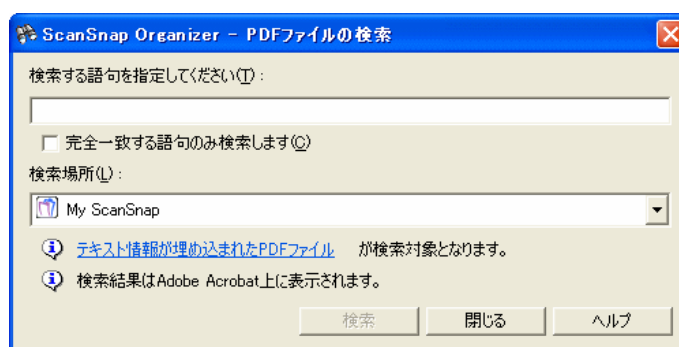 ScanSnap Organizer - PDFファイルの検索
検索する語句を指定してください(T):
完全一致する語句のみ検索します(C)
検索場所(L):
My ScanSnap
テキスト情報が埋め込まれたPDFファイル が検索対象となります。
検索結果はAdobe Acrobat上に表示されます。
検索 閉じる ヘルプ